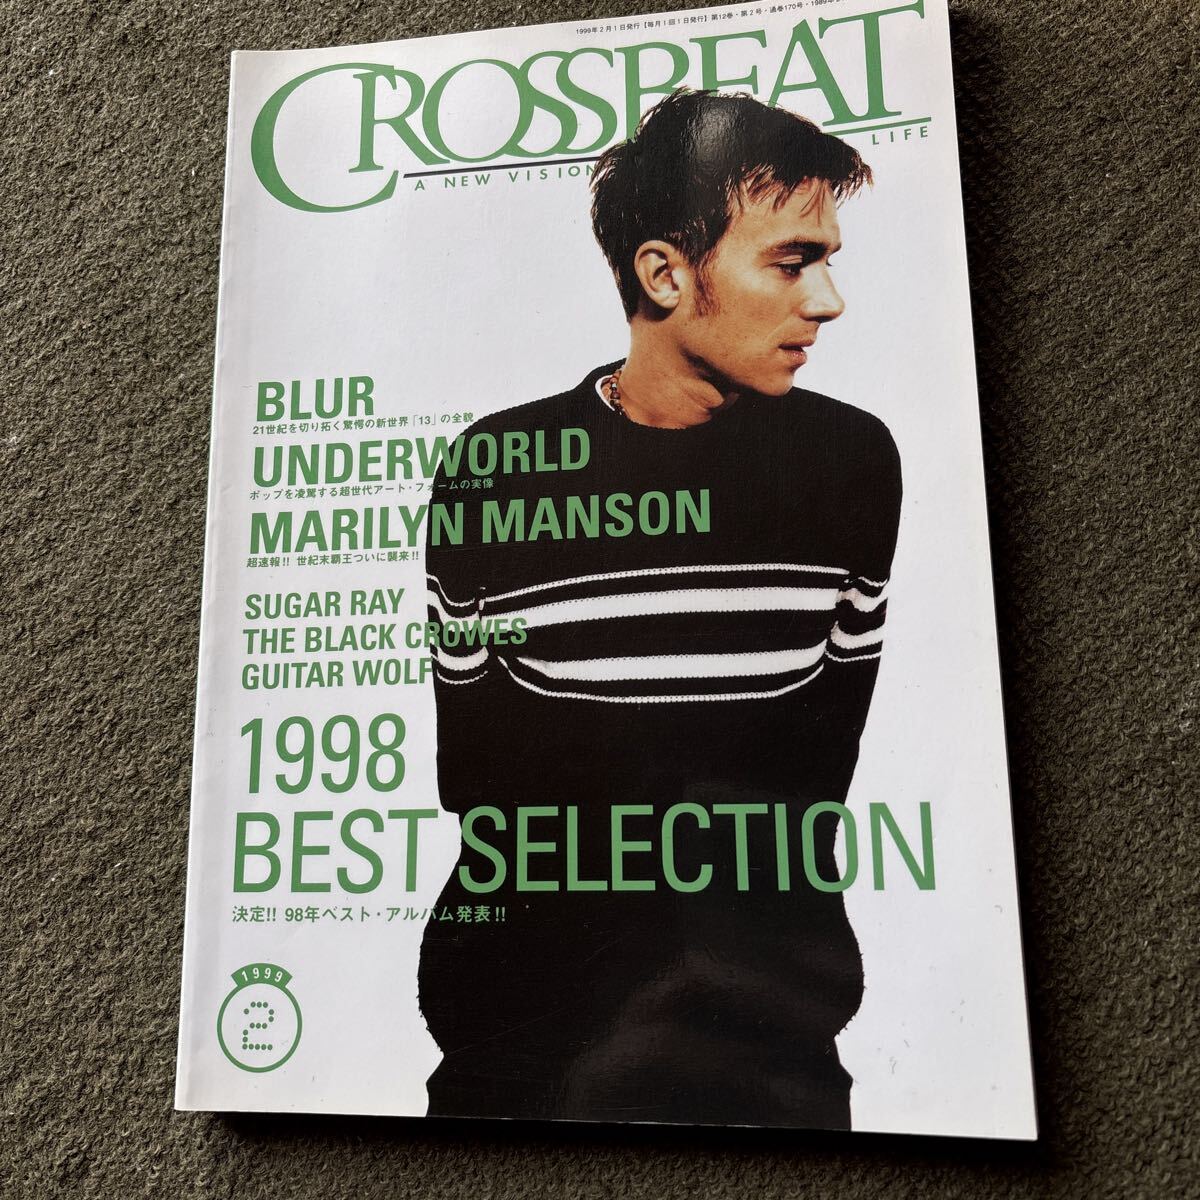 1999年2月1日発行【毎月1回1日発行】第12巻・第2号・通巻170号・1989年
CROSSBEAT
A NEW VISION LIFE
BLUR
21世紀を切り拓く驚愕の新世界「13」の全貌
UNDERWORLD
ポップを凌駕する超世代アート・フォームの実像
MARILYN MANSON
超速報!! 世紀末覇王ついに襲来!!
SUGAR RAY
THE BLACK CROWES
GUITAR WOLF
1998
BEST SELECTION
決定!! 98年ベスト・アルバム発表!!
1999
2